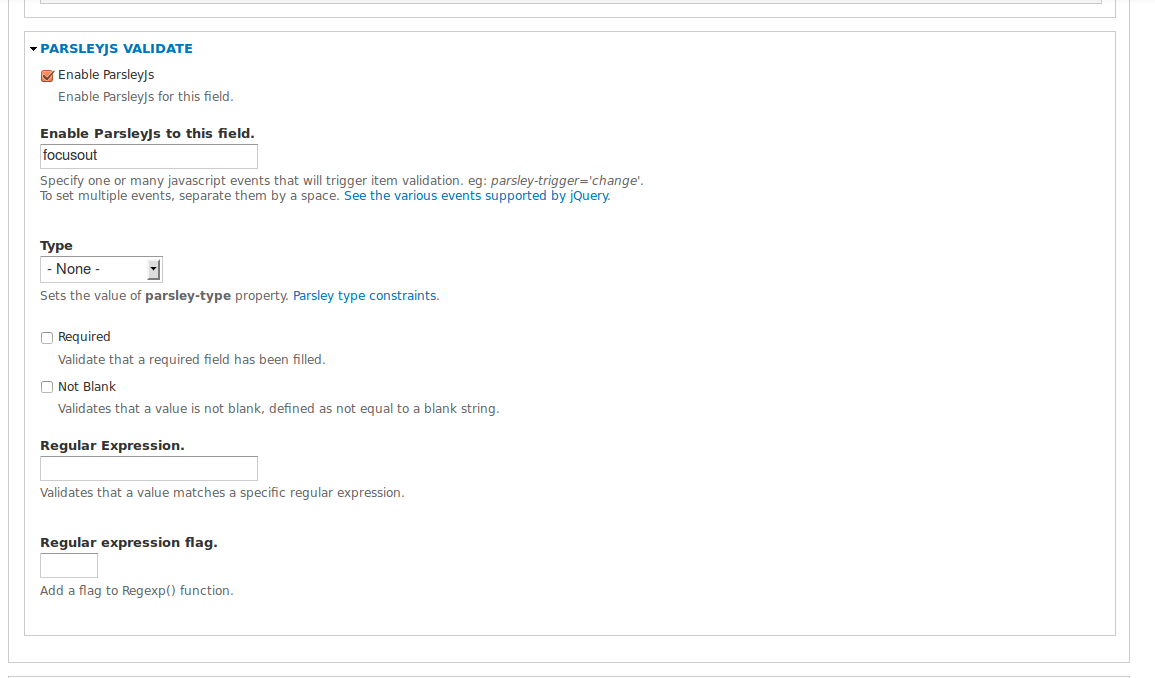 PARSLEYJS VALIDATE
Enable ParsleyJs
Enable ParsleyJs for this field.
Enable ParsleyJs to this field.
focusout
Specify one or many javascript events that will trigger item validation. eg: parsley-trigger='change'.
To set multiple events, separate them by a space. See the various events supported by jQuery.
Type
- None -
Sets the value of parsley-type property. Parsley type constraints.
Required
Validate that a required field has been filled.
Not Blank
Validates that a value is not blank, defined as not equal to a blank string.
Regular Expression.
Validates that a value matches a specific regular expression.
Regular expression flag.
Add a flag to Regexp() function.